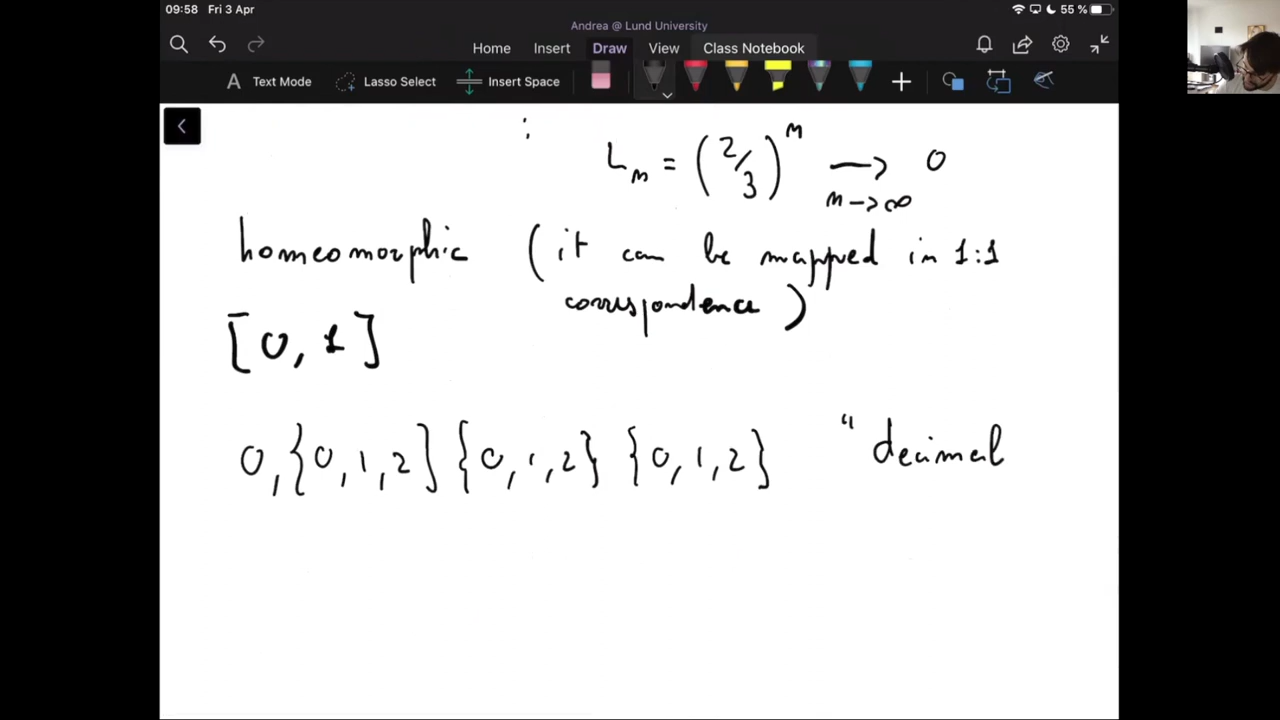 09:58 Fri 3 Apr
55 %
Andrea @ Lund University
Home Insert Draw View Class Notebook
Text Mode Lasso Select Insert Space
:
L_m = (2/3)^m → 0
m → ∞
homeomorphic (it can be mapped in 1:1
correspondence)
[0, 1]
0, {0, 1, 2} {0, 1, 2} {0, 1, 2} " decimal